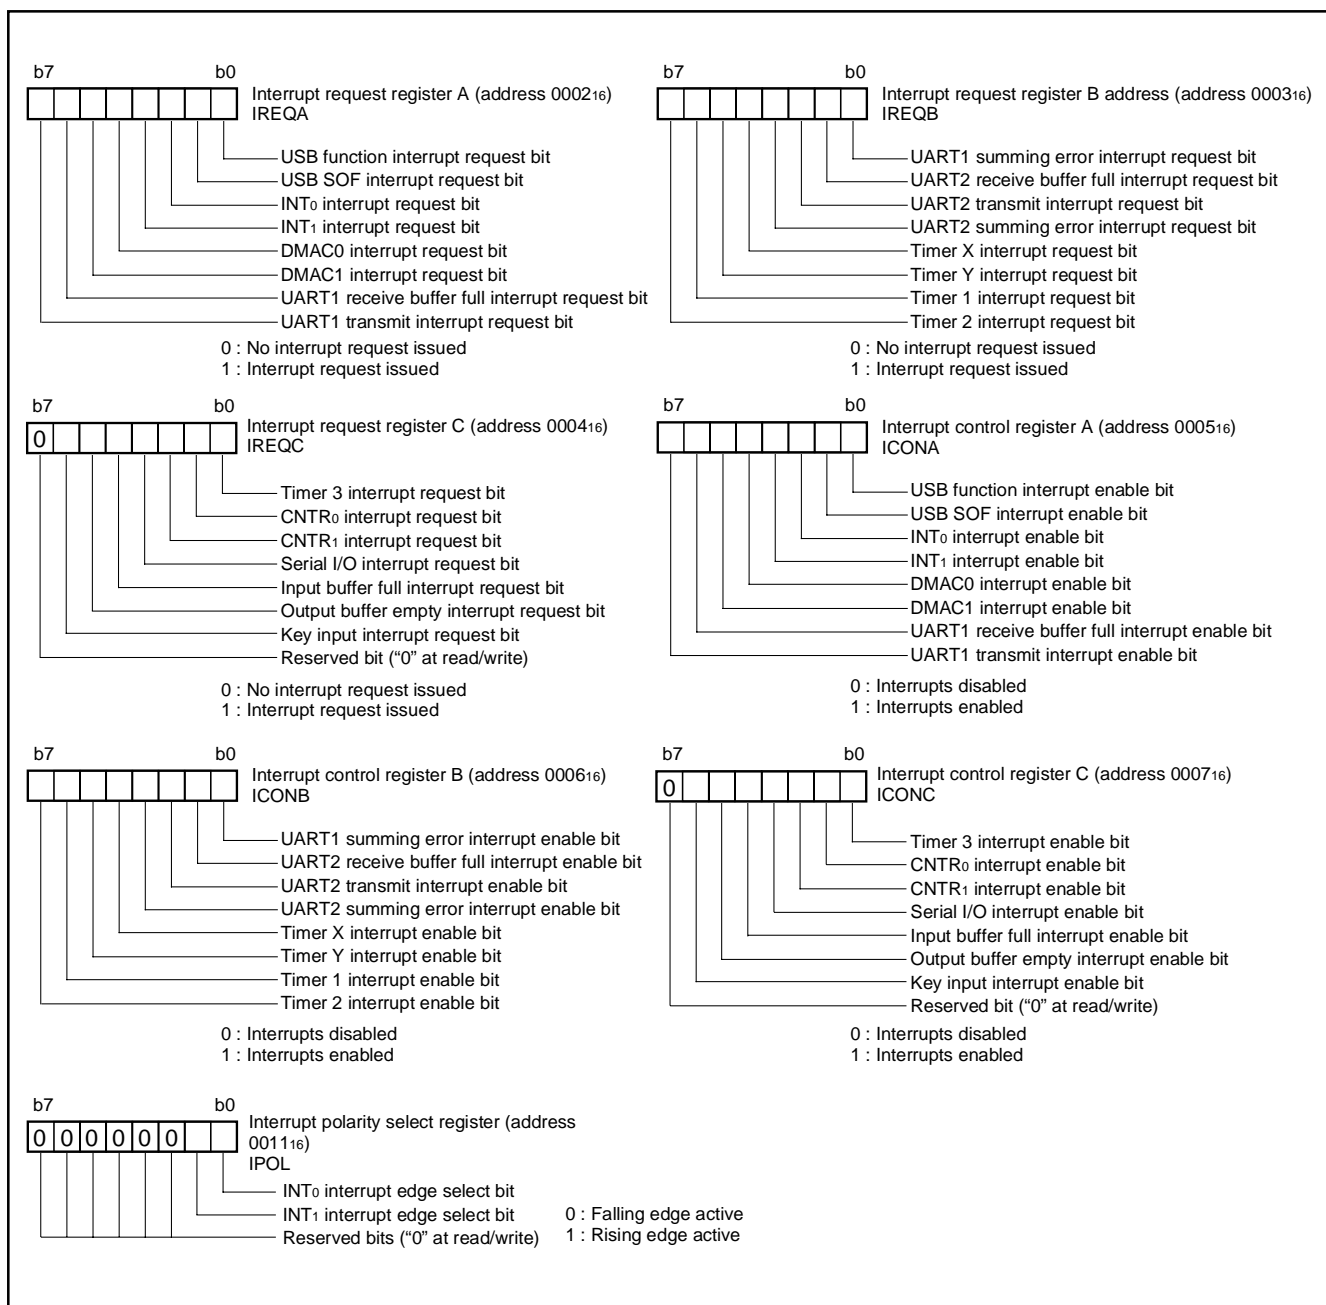 b7 b0
Interrupt request register A (address 0002₁₆)
IREQA
USB function interrupt request bit
USB SOF interrupt request bit
INT₀ interrupt request bit
INT₁ interrupt request bit
DMAC0 interrupt request bit
DMAC1 interrupt request bit
UART1 receive buffer full interrupt request bit
UART1 transmit interrupt request bit
0 : No interrupt request issued
1 : Interrupt request issued
b7 b0
Interrupt request register B address (address 0003₁₆)
IREQB
UART1 summing error interrupt request bit
UART2 receive buffer full interrupt request bit
UART2 transmit interrupt request bit
UART2 summing error interrupt request bit
Timer X interrupt request bit
Timer Y interrupt request bit
Timer 1 interrupt request bit
Timer 2 interrupt request bit
0 : No interrupt request issued
1 : Interrupt request issued
b7 b0
0
Interrupt request register C (address 0004₁₆)
IREQC
Timer 3 interrupt request bit
CNTR₀ interrupt request bit
CNTR₁ interrupt request bit
Serial I/O interrupt request bit
Input buffer full interrupt request bit
Output buffer empty interrupt request bit
Key input interrupt request bit
Reserved bit (“0” at read/write)
0 : No interrupt request issued
1 : Interrupt request issued
b7 b0
Interrupt control register A (address 0005₁₆)
ICONA
USB function interrupt enable bit
USB SOF interrupt enable bit
INT₀ interrupt enable bit
INT₁ interrupt enable bit
DMAC0 interrupt enable bit
DMAC1 interrupt enable bit
UART1 receive buffer full interrupt enable bit
UART1 transmit interrupt enable bit
0 : Interrupts disabled
1 : Interrupts enabled
b7 b0
Interrupt control register B (address 0006₁₆)
ICONB
UART1 summing error interrupt enable bit
UART2 receive buffer full interrupt enable bit
UART2 transmit interrupt enable bit
UART2 summing error interrupt enable bit
Timer X interrupt enable bit
Timer Y interrupt enable bit
Timer 1 interrupt enable bit
Timer 2 interrupt enable bit
0 : Interrupts disabled
1 : Interrupts enabled
b7 b0
0
Interrupt control register C (address 0007₁₆)
ICONC
Timer 3 interrupt enable bit
CNTR₀ interrupt enable bit
CNTR₁ interrupt enable bit
Serial I/O interrupt enable bit
Input buffer full interrupt enable bit
Output buffer empty interrupt enable bit
Key input interrupt enable bit
Reserved bit (“0” at read/write)
0 : Interrupts disabled
1 : Interrupts enabled
b7 b0
0 0 0 0 0 0
Interrupt polarity select register (address
0011₁₆)
IPOL
INT₀ interrupt edge select bit
INT₁ interrupt edge select bit
Reserved bits (“0” at read/write)
0 : Falling edge active
1 : Rising edge active